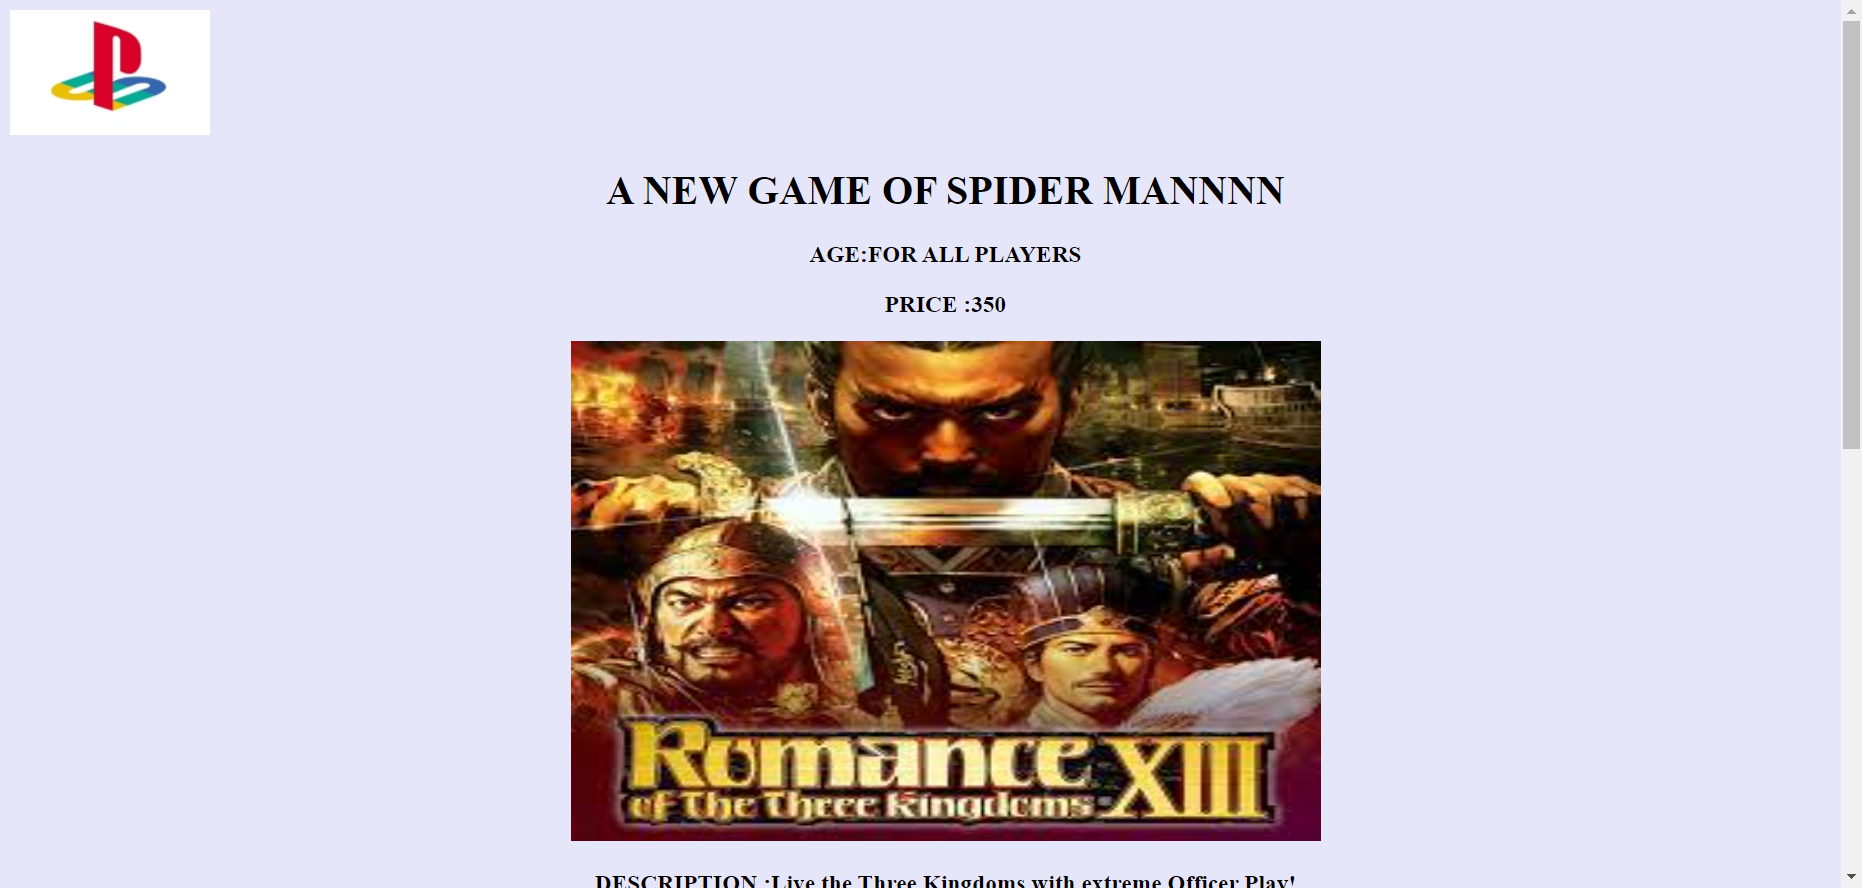 A NEW GAME OF SPIDER MANNNN
AGE:FOR ALL PLAYERS
PRICE :350
Romance XIII
of The Three Kingdoms
DESCRIPTION :Live the Three Kingdoms with extreme Officer Play!